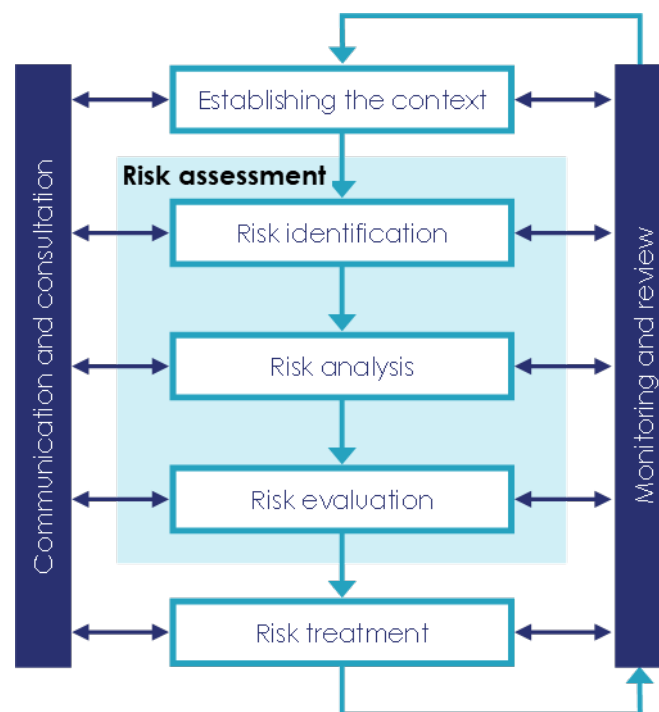 Establishing the context
Risk assessment
Risk identification
Risk analysis
Risk evaluation
Risk treatment
Communication and consultation
Monitoring and review